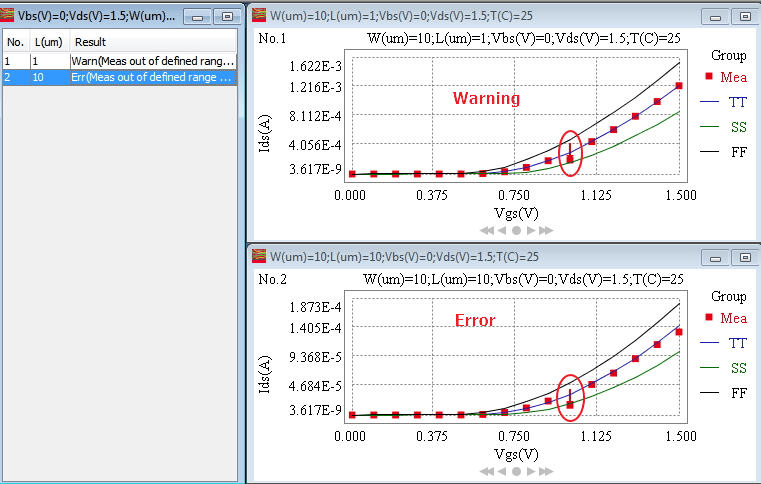 Vbs(V)=0;Vds(V)=1.5;W(um)...
No. L(um) Result
1 1 Warn(Meas out of defined rang...
2 10 Err(Meas out of defined range ...
W(um)=10;L(um)=1;Vbs(V)=0;Vds(V)=1.5;T(C)=25
No.1 W(um)=10;L(um)=1;Vbs(V)=0;Vds(V)=1.5;T(C)=25
Group
Mea
TT
SS
FF
Warning
Ids(A)
1.622E-3
1.216E-3
8.112E-4
4.056E-4
3.617E-9
0.000 0.375 0.750 1.125 1.500
Vgs(V)
W(um)=10;L(um)=10;Vbs(V)=0;Vds(V)=1.5;T(C)=25
No.2 W(um)=10;L(um)=10;Vbs(V)=0;Vds(V)=1.5;T(C)=25
Group
Mea
TT
SS
FF
Error
Ids(A)
1.873E-4
1.405E-4
9.368E-5
4.684E-5
3.617E-9
0.000 0.375 0.750 1.125 1.500
Vgs(V)